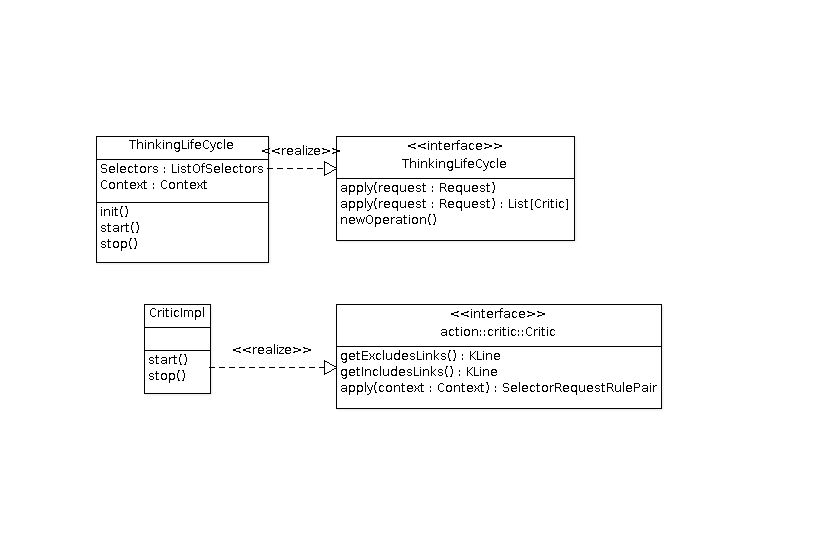 ThinkingLifeCycle
Selectors : ListOfSelectors
Context : Context
init()
start()
stop()
<<realize>>
<<interface>>
ThinkingLifeCycle
apply(request : Request)
apply(request : Request) : List[Critic]
newOperation()
CriticImpl
start()
stop()
<<realize>>
<<interface>>
action::critic::Critic
getExcludesLinks() : KLine
getIncludesLinks() : KLine
apply(context : Context) : SelectorRequestRulePair